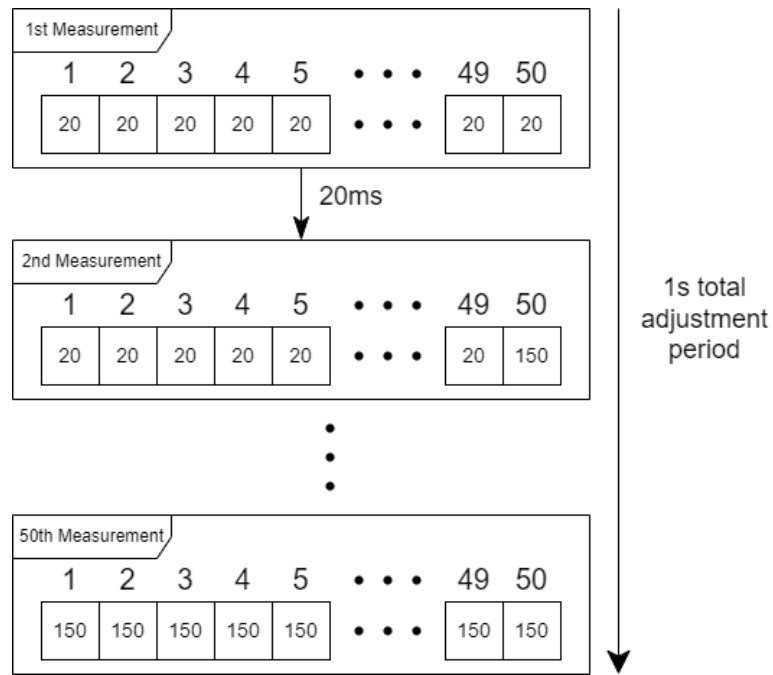 1st Measurement
1 2 3 4 5 49 50
20 20 20 20 20 20 20
20ms
2nd Measurement
1 2 3 4 5 49 50
20 20 20 20 20 20 150
1s total
adjustment
period
50th Measurement
1 2 3 4 5 49 50
150 150 150 150 150 150 150